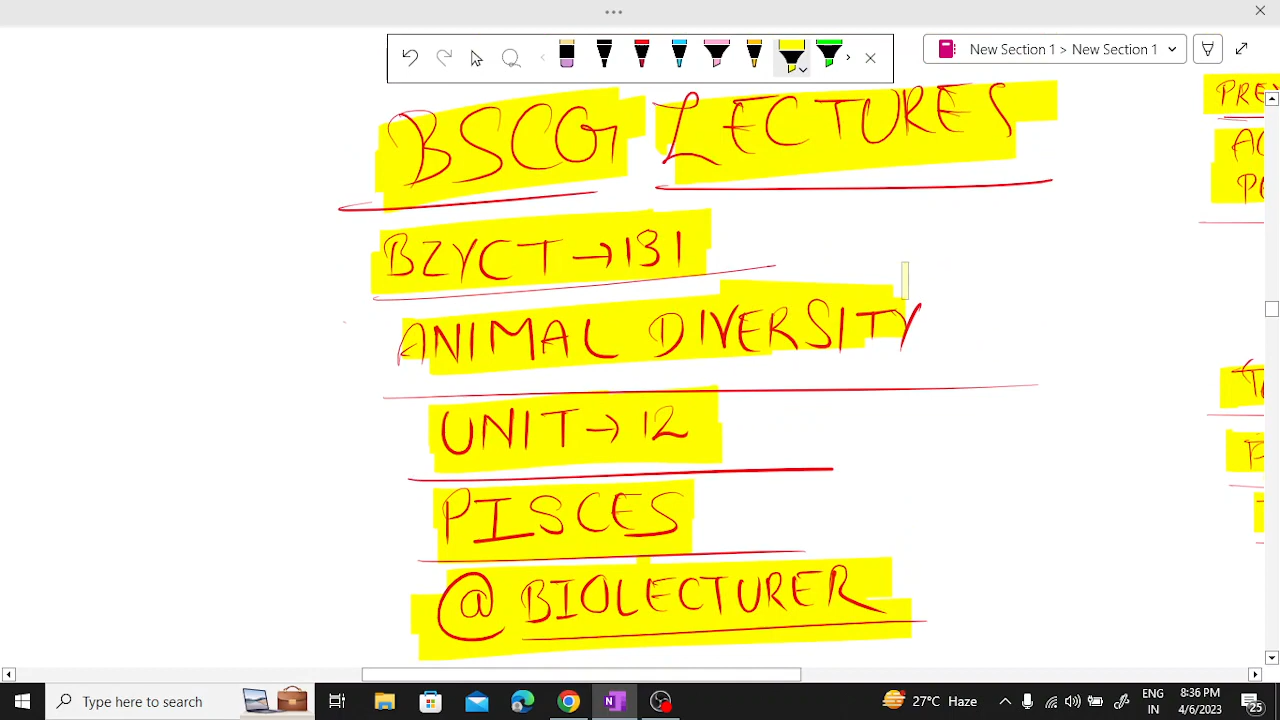 New Section 1 > New Section 1
BSCG LECTURES
BZYCT → 131
ANIMAL DIVERSITY
UNIT → 12
PISCES
@ BIOLECTURER
Type here to search
27°C Haze
ENG
IN
8:36 PM
4/6/2023
25